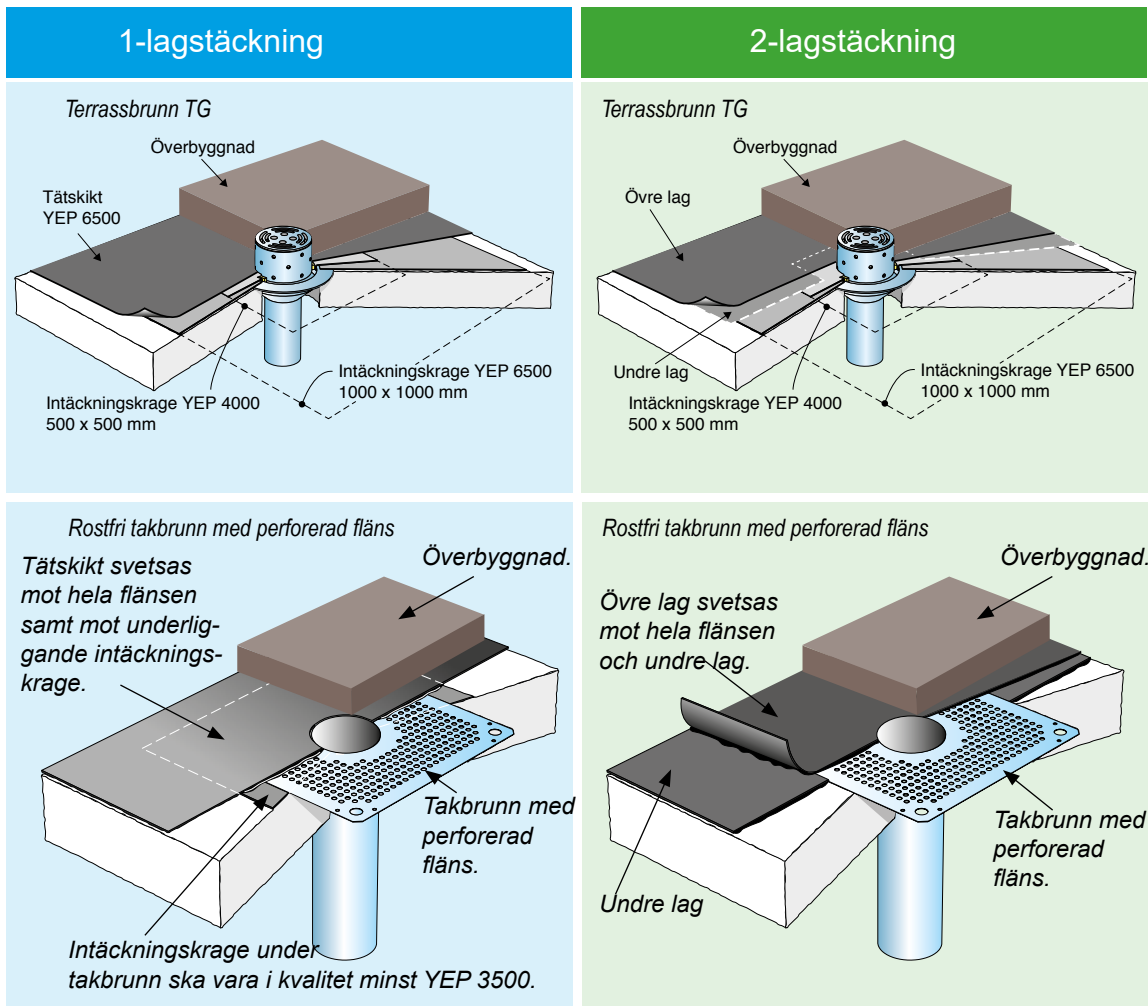 1-lagstäckning
2-lagstäckning
Terrassbrunn TG
Överbyggnad
Tätskikt
YEP 6500
Intäckningskrage YEP 6500
1000 x 1000 mm
Intäckningskrage YEP 4000
500 x 500 mm
Terrassbrunn TG
Överbyggnad
Övre lag
Undre lag
Intäckningskrage YEP 6500
1000 x 1000 mm
Intäckningskrage YEP 4000
500 x 500 mm
Rostfri takbrunn med perforerad fläns
Tätskikt svetsas
mot hela flänsen
samt mot underlig-
gande intäcknings-
krage.
Överbyggnad.
Takbrunn med
perforerad
fläns.
Intäckningskrage under
takbrunn ska vara i kvalitet minst YEP 3500.
Rostfri takbrunn med perforerad fläns
Överbyggnad.
Övre lag svetsas
mot hela flänsen
och undre lag.
Takbrunn med
perforerad
fläns.
Undre lag